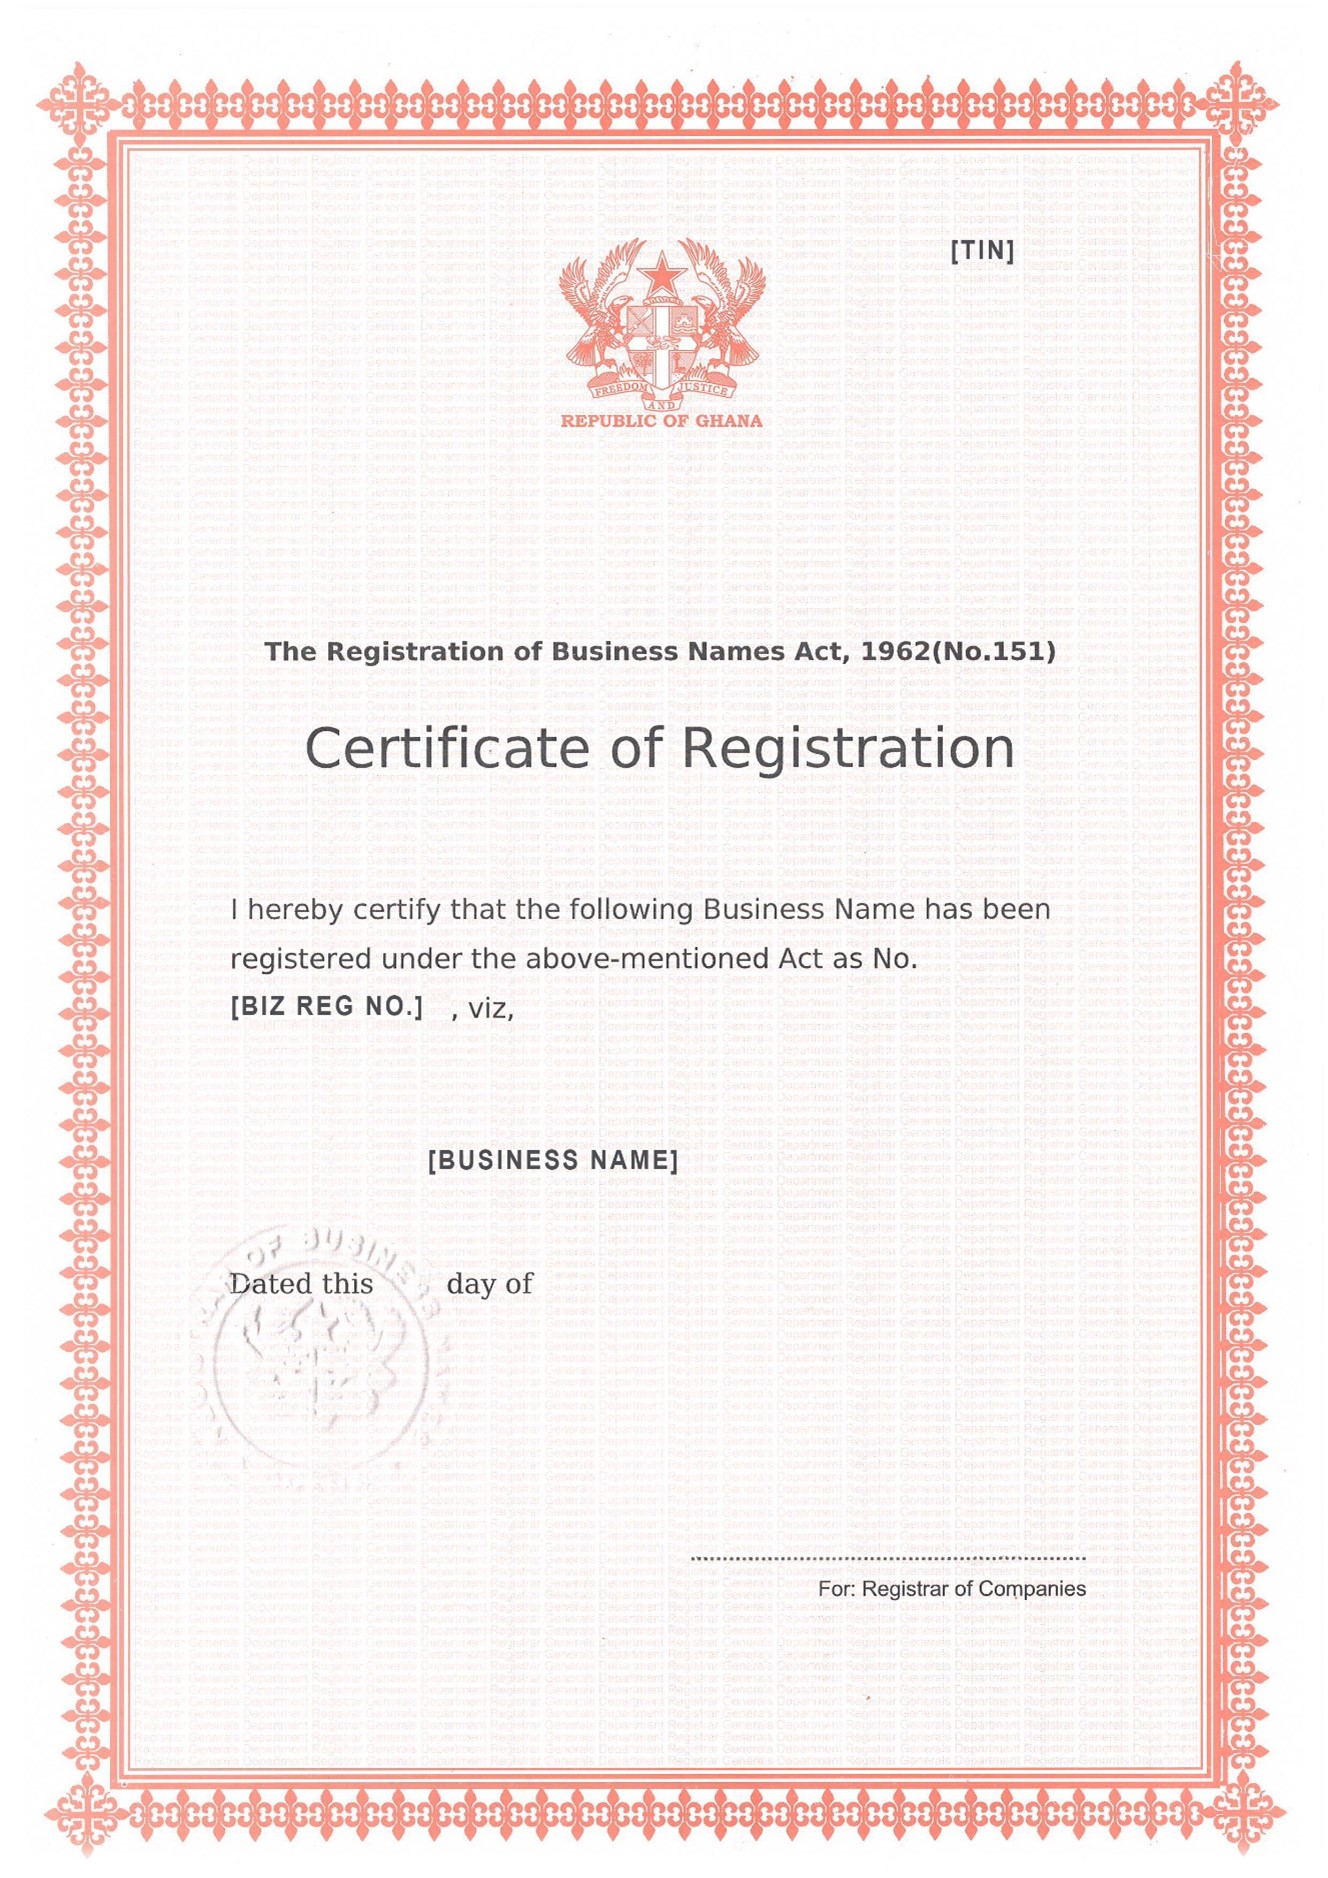 [TIN]
FREEDOM AND JUSTICE
REPUBLIC OF GHANA
The Registration of Business Names Act, 1962(No.151)
Certificate of Registration
I hereby certify that the following Business Name has been
registered under the above-mentioned Act as No.
[BIZ REG NO.] , viz,
[BUSINESS NAME]
OF BUSINESS
Dated this day of
For: Registrar of Companies